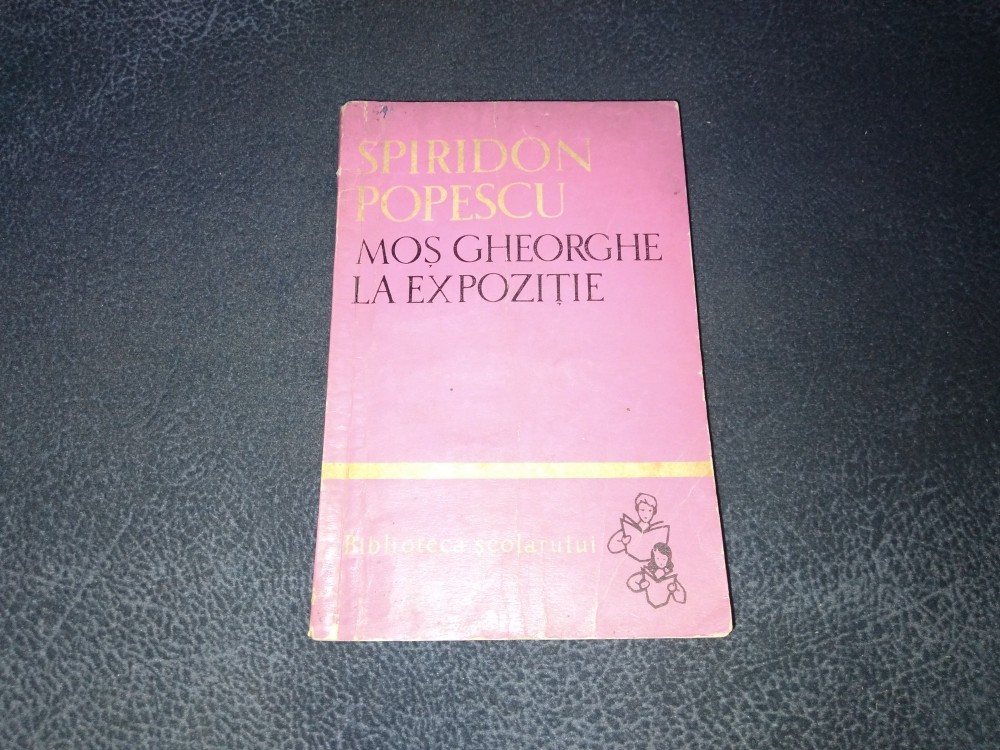 SPIRIDON
POPESCU
MOȘ GHEORGHE
LA EXPOZIȚIE
Biblioteca școlarului